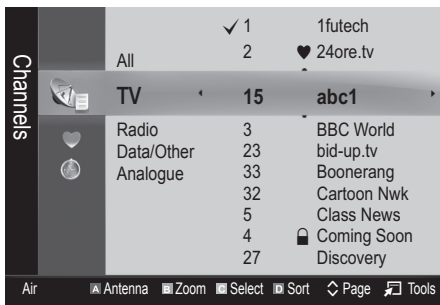 Channels
✓ 1 1futech
All 2 ♥ 24ore.tv
TV 15 abc1
Radio 3 BBC World
Data/Other 23 bid-up.tv
Analogue 33 Boonerang
32 Cartoon Nwk
5 Class News
4 Coming Soon
27 Discovery
Air A Antenna B Zoom C Select D Sort Page Tools